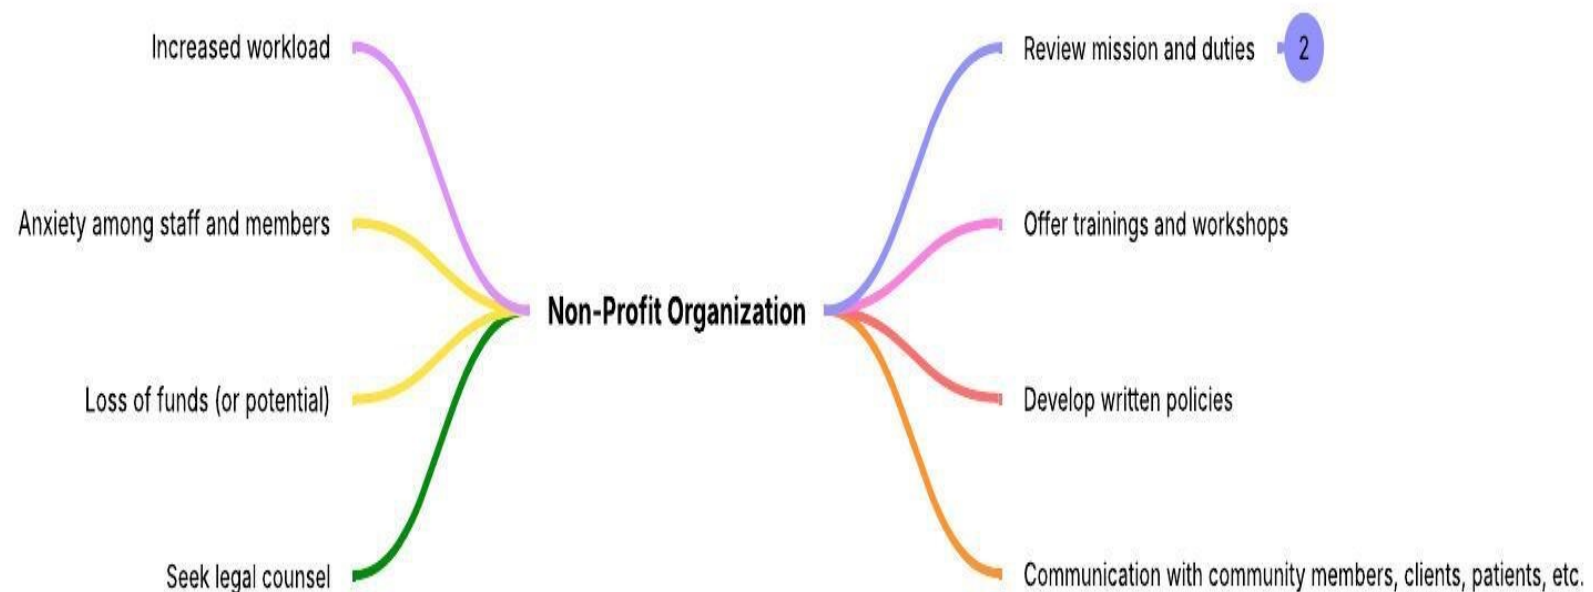 Increased workload
Anxiety among staff and members
Loss of funds (or potential)
Seek legal counsel
Non-Profit Organization
Review mission and duties
2
Offer trainings and workshops
Develop written policies
Communication with community members, clients, patients, etc.